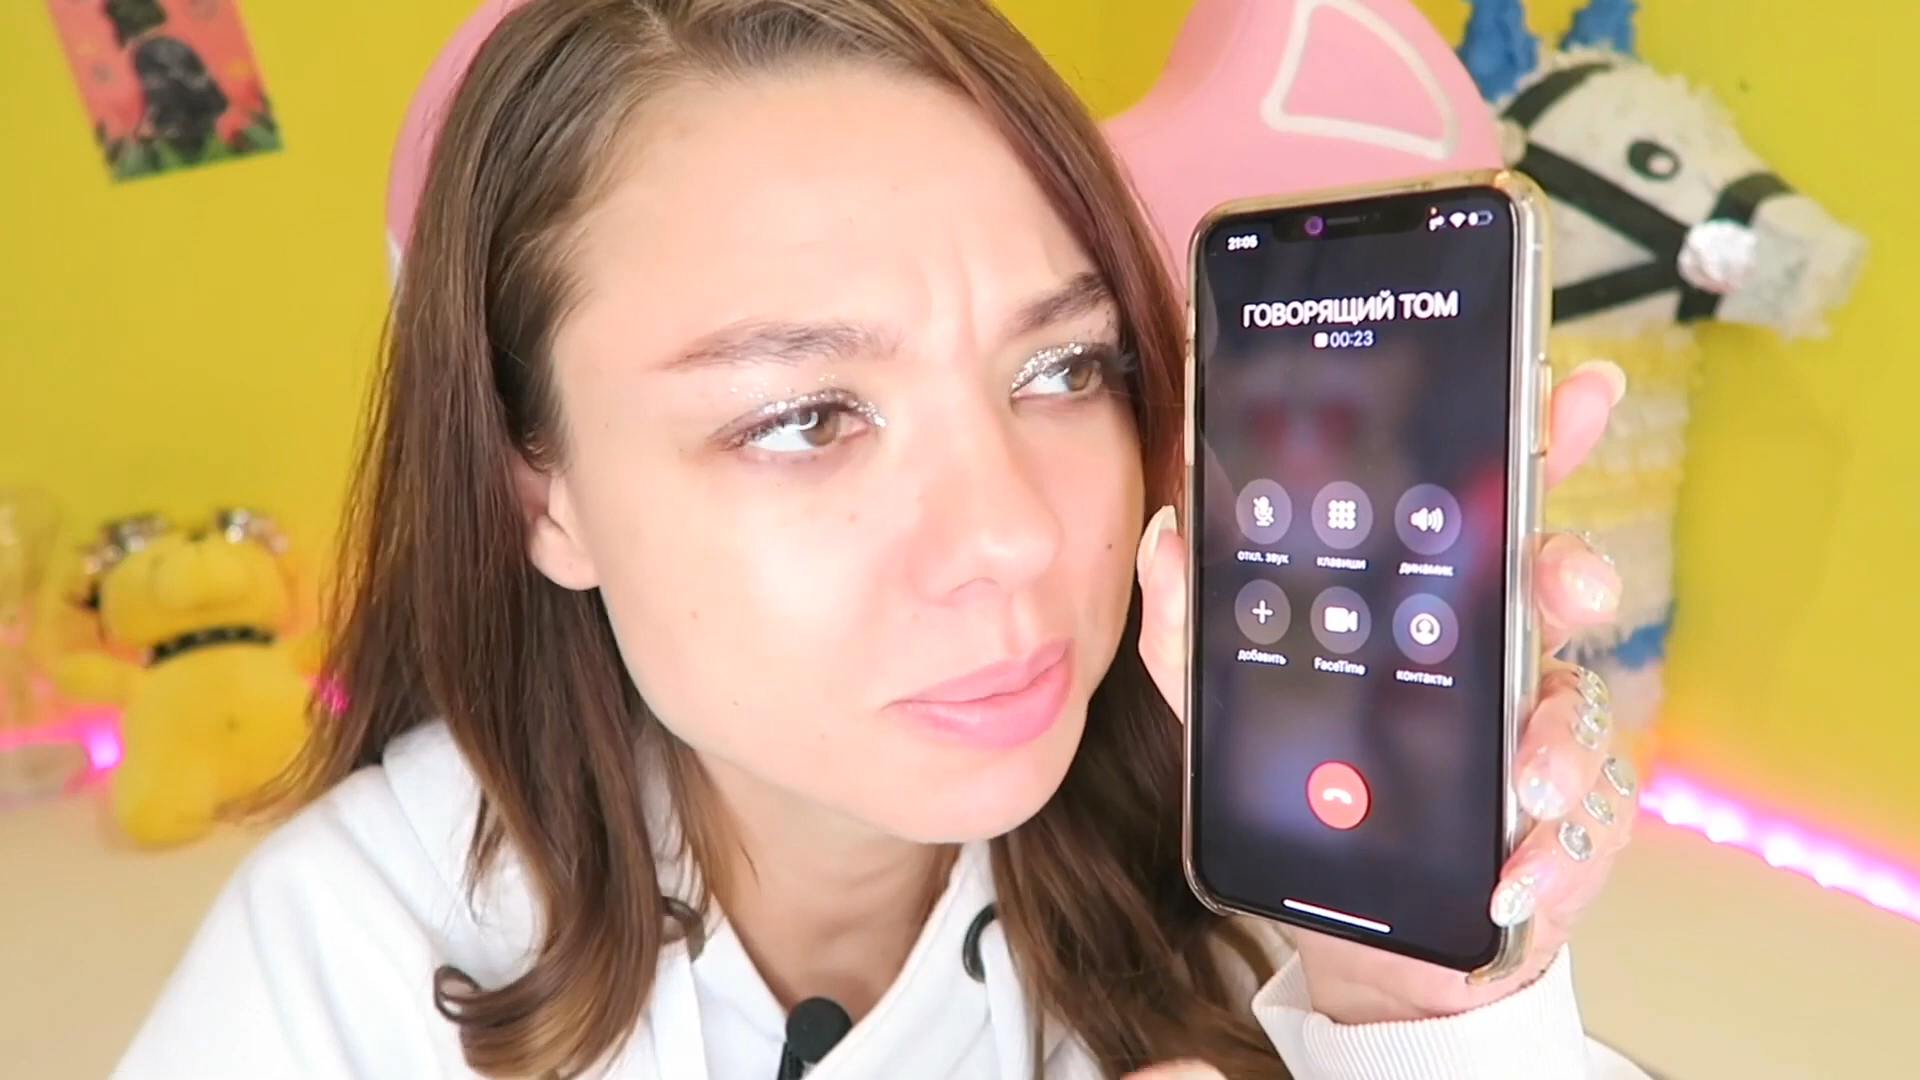 21:05
ГОВОРЯЩИЙ ТОМ
00:23
откл. звук
клавиши
динамик
добавить
FaceTime
контакты